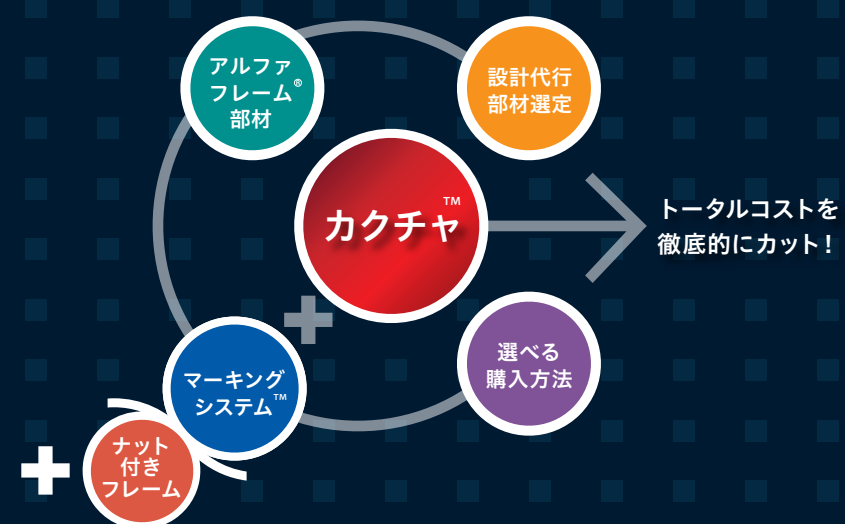 アルファ
フレーム®
部材
設計代行
部材選定
カクチャ™
トータルコストを
徹底的にカット！
選べる
購入方法
マーキング
システム™
ナット
付き
フレーム